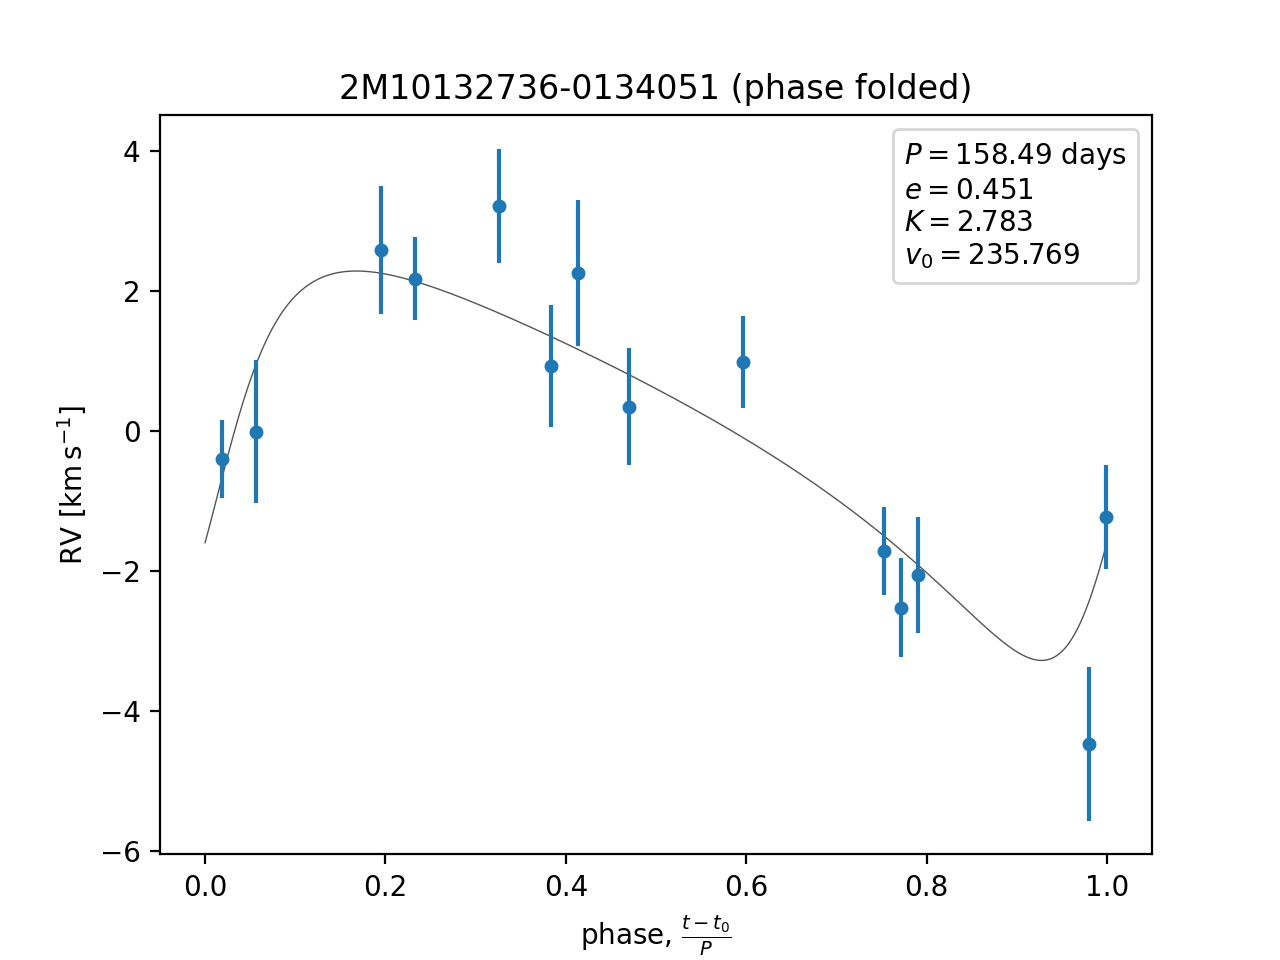 2M10132736-0134051 (phase folded)
P = 158.49 days
e = 0.451
K = 2.783
v₀ = 235.769
RV [km s⁻¹]
4
2
0
−2
−4
−6
0.0 0.2 0.4 0.6 0.8 1.0
phase, (t − t₀)/P